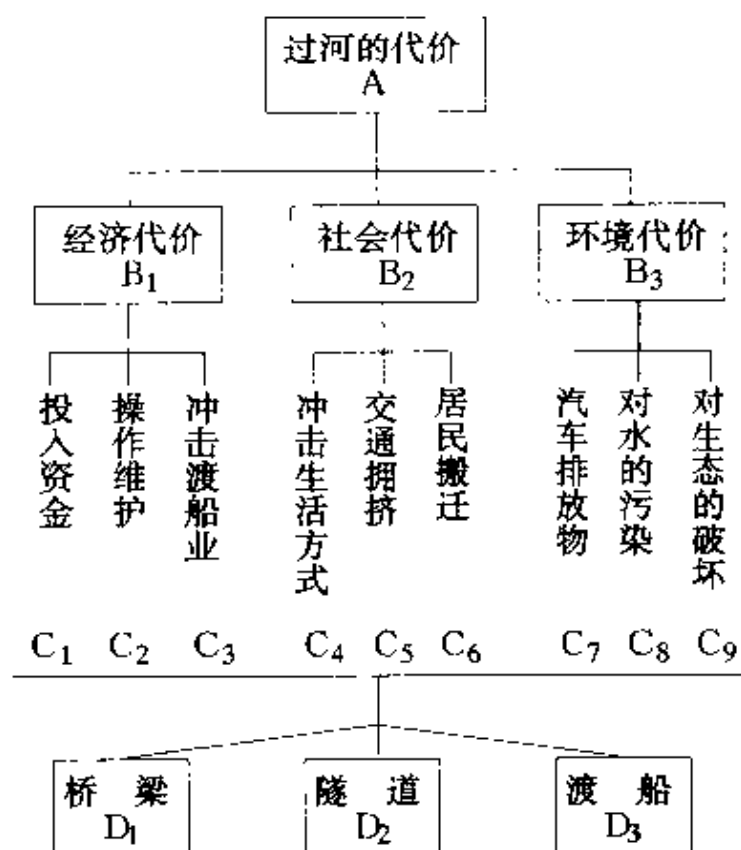 过河的代价
A
经济代价
B1
社会代价
B2
环境代价
B3
投入资金
操作维护
冲击渡船业
冲击生活方式
交通拥挤
居民搬迁
汽车排放物
对水的污染
对生态的破坏
C1 C2 C3 C4 C5 C6 C7 C8 C9
桥 梁
D1
隧 道
D2
渡 船
D3